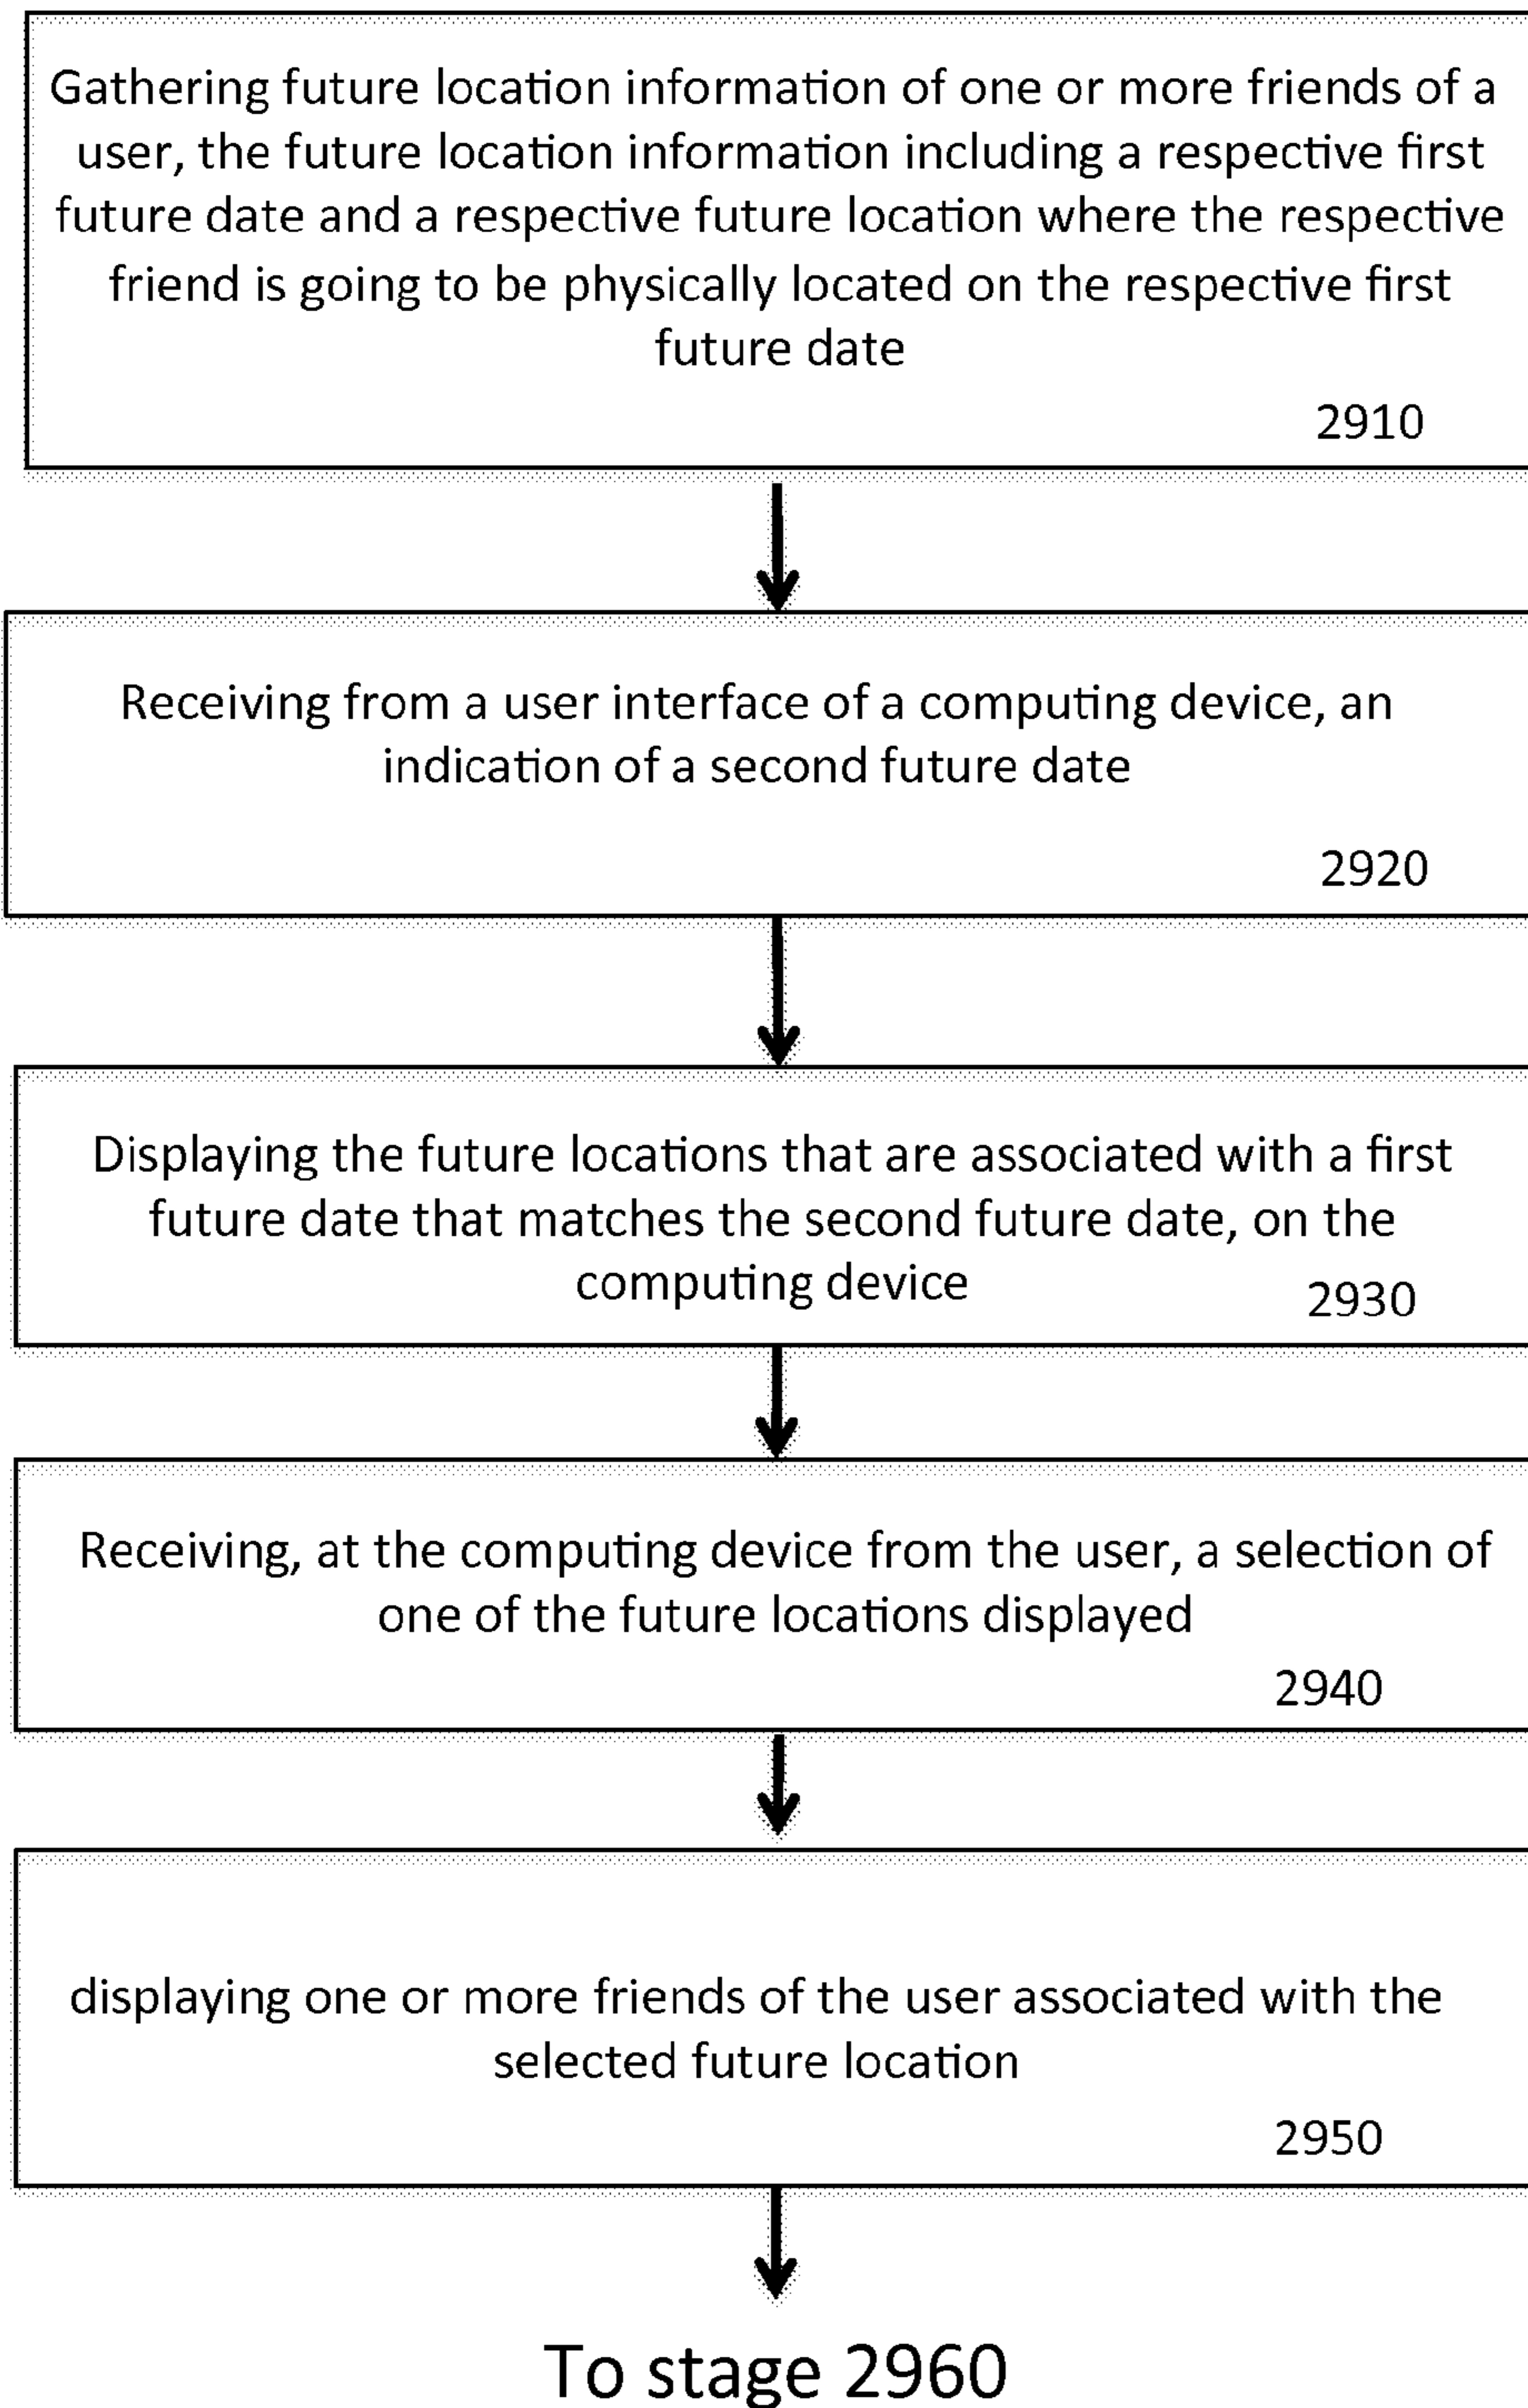 Gathering future location information of one or more friends of a
user, the future location information including a respective first
future date and a respective future location where the respective
friend is going to be physically located on the respective first
future date
2910
Receiving from a user interface of a computing device, an
indication of a second future date
2920
Displaying the future locations that are associated with a first
future date that matches the second future date, on the
computing device
2930
Receiving, at the computing device from the user, a selection of
one of the future locations displayed
2940
displaying one or more friends of the user associated with the
selected future location
2950
To stage 2960